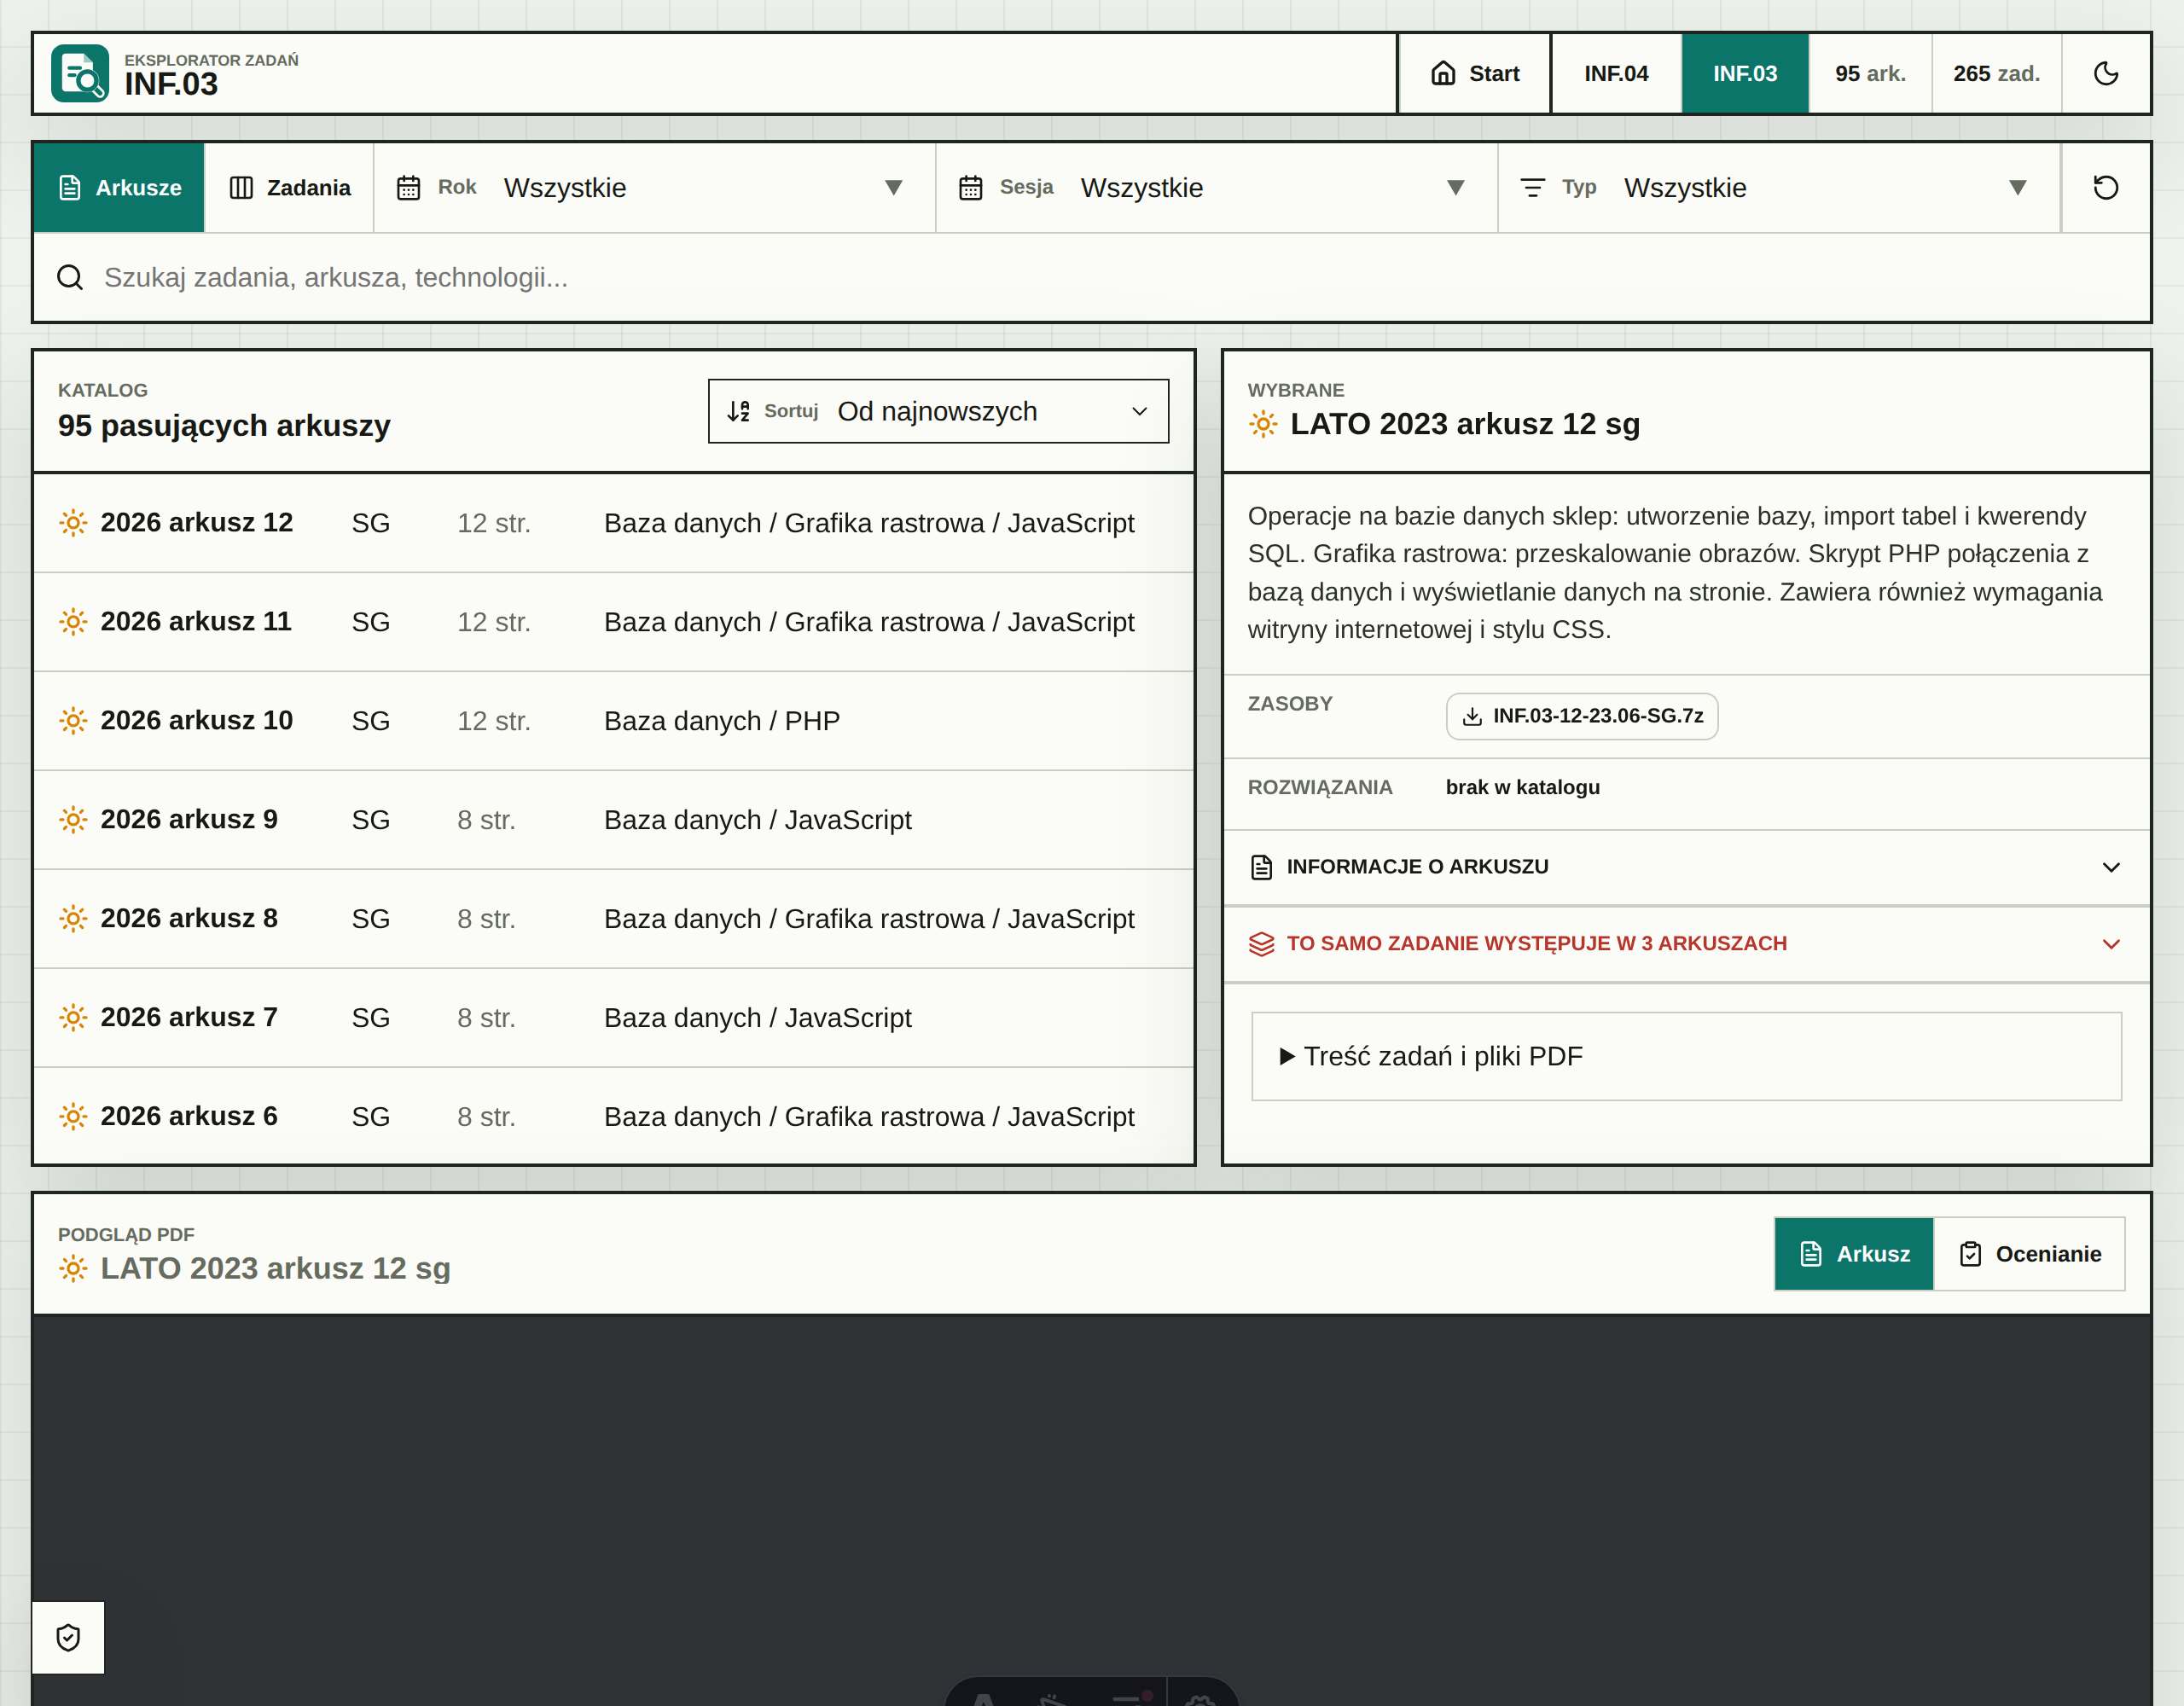 EKSPLORATOR ZADAŃ
INF.03
Start
INF.04
INF.03
95 ark.
265 zad.
Arkusze
Zadania
Rok Wszystkie
Sesja Wszystkie
Typ Wszystkie
Szukaj zadania, arkusza, technologii...
KATALOG
95 pasujących arkuszy
Sortuj Od najnowszych
2026 arkusz 12 SG 12 str. Baza danych / Grafika rastrowa / JavaScript
2026 arkusz 11 SG 12 str. Baza danych / Grafika rastrowa / JavaScript
2026 arkusz 10 SG 12 str. Baza danych / PHP
2026 arkusz 9 SG 8 str. Baza danych / JavaScript
2026 arkusz 8 SG 8 str. Baza danych / Grafika rastrowa / JavaScript
2026 arkusz 7 SG 8 str. Baza danych / JavaScript
2026 arkusz 6 SG 8 str. Baza danych / Grafika rastrowa / JavaScript
WYBRANE
LATO 2023 arkusz 12 sg
Operacje na bazie danych sklep: utworzenie bazy, import tabel i kwerendy
SQL. Grafika rastrowa: przeskalowanie obrazów. Skrypt PHP połączenia z
bazą danych i wyświetlanie danych na stronie. Zawiera również wymagania
witryny internetowej i stylu CSS.
ZASOBY INF.03-12-23.06-SG.7z
ROZWIĄZANIA brak w katalogu
INFORMACJE O ARKUSZU
TO SAMO ZADANIE WYSTĘPUJE W 3 ARKUSZACH
Treść zadań i pliki PDF
PODGLĄD PDF
LATO 2023 arkusz 12 sg
Arkusz
Ocenianie